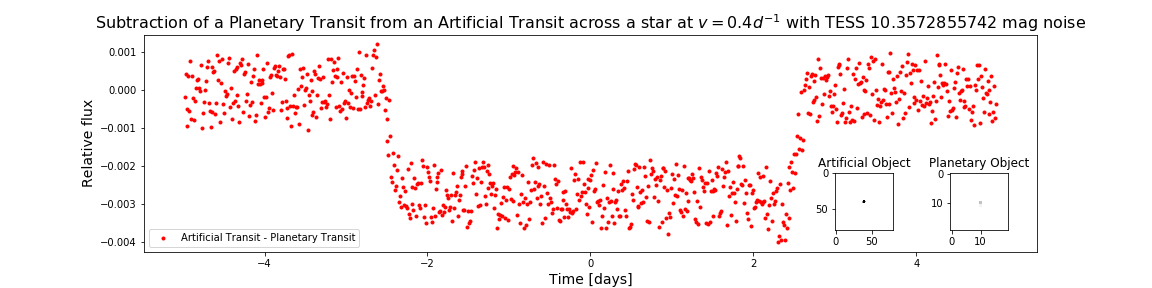 Subtraction of a Planetary Transit from an Artificial Transit across a star at v = 0.4d⁻¹ with TESS 10.3572855742 mag noise
Relative flux
0.001
0.000
−0.001
−0.002
−0.003
−0.004
Artificial Transit - Planetary Transit
Artificial Object
0
50
0 50
Planetary Object
0
10
0 10
−4 −2 0 2 4
Time [days]